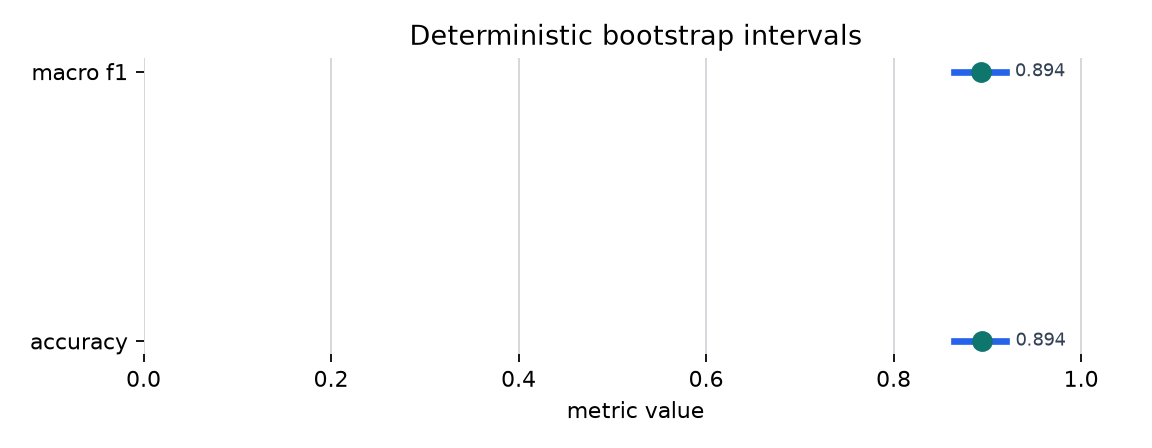 Deterministic bootstrap intervals
macro f1
0.894
accuracy
0.894
0.0 0.2 0.4 0.6 0.8 1.0
metric value